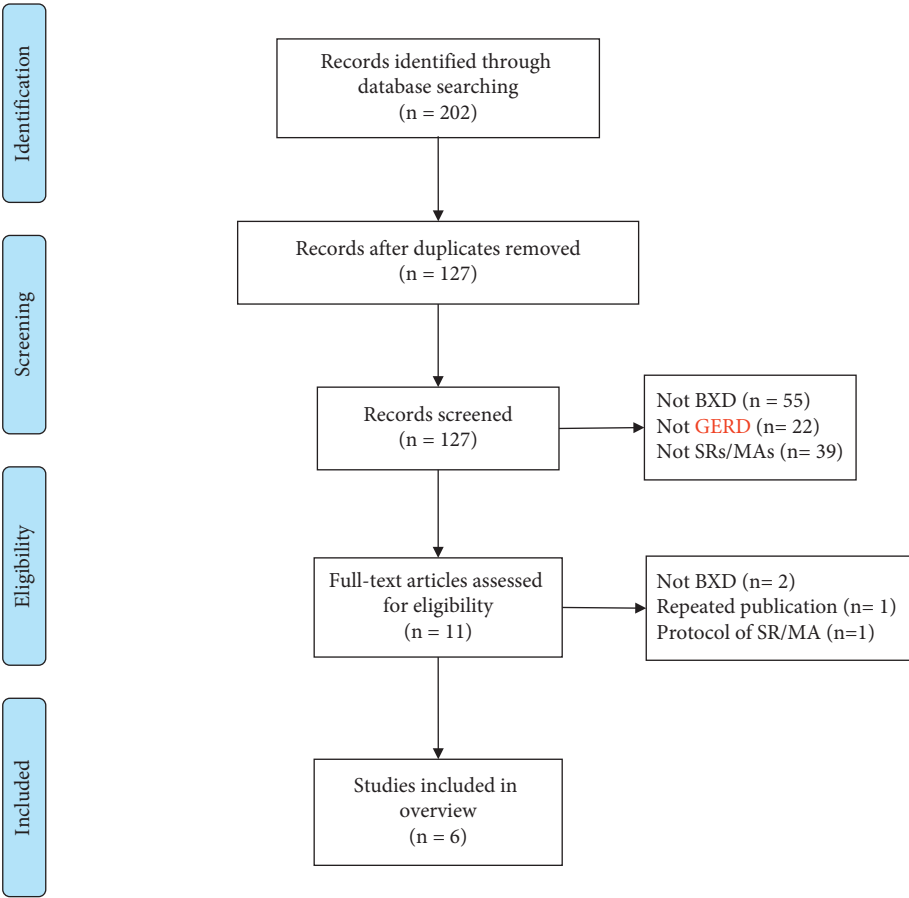 Identification
Records identified through
database searching
(n = 202)
Screening
Records after duplicates removed
(n = 127)
Records screened
(n = 127)
Not BXD (n = 55)
Not GERD (n= 22)
Not SRs/MAs (n= 39)
Eligibility
Full-text articles assessed
for eligibility
(n = 11)
Not BXD (n= 2)
Repeated publication (n= 1)
Protocol of SR/MA (n=1)
Included
Studies included in
overview
(n = 6)